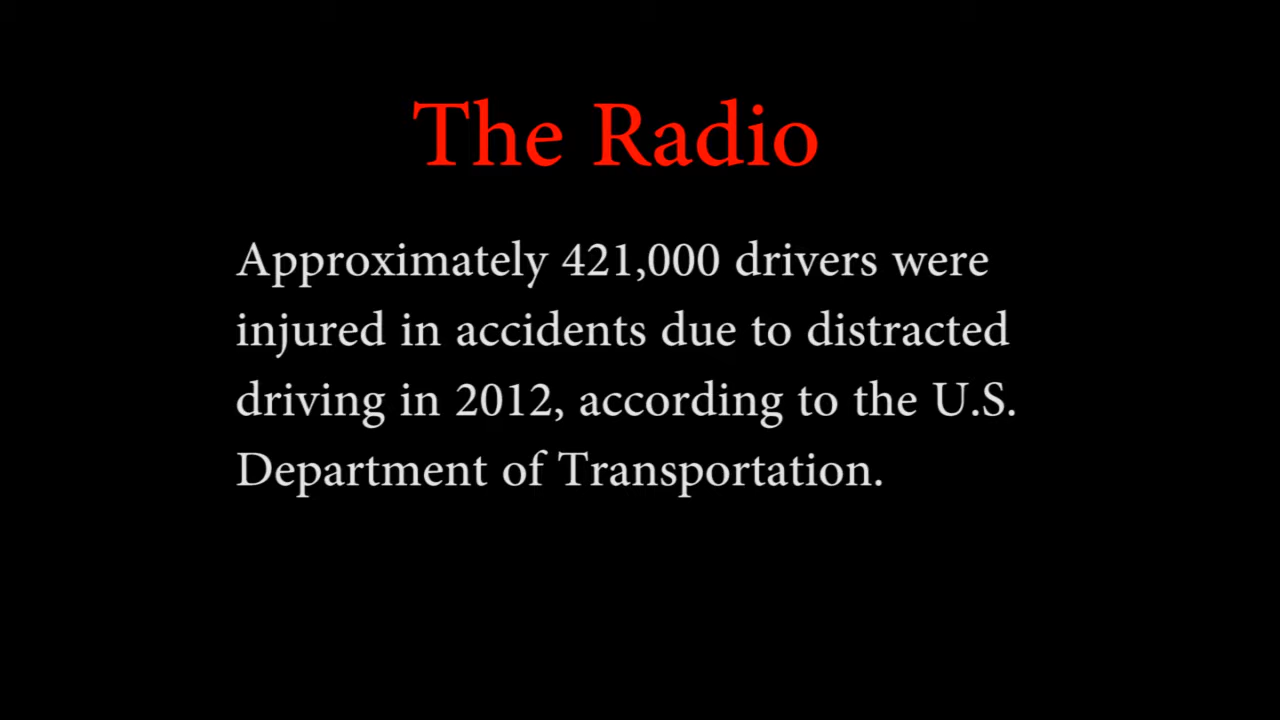 The Radio
Approximately 421,000 drivers were
injured in accidents due to distracted
driving in 2012, according to the U.S.
Department of Transportation.